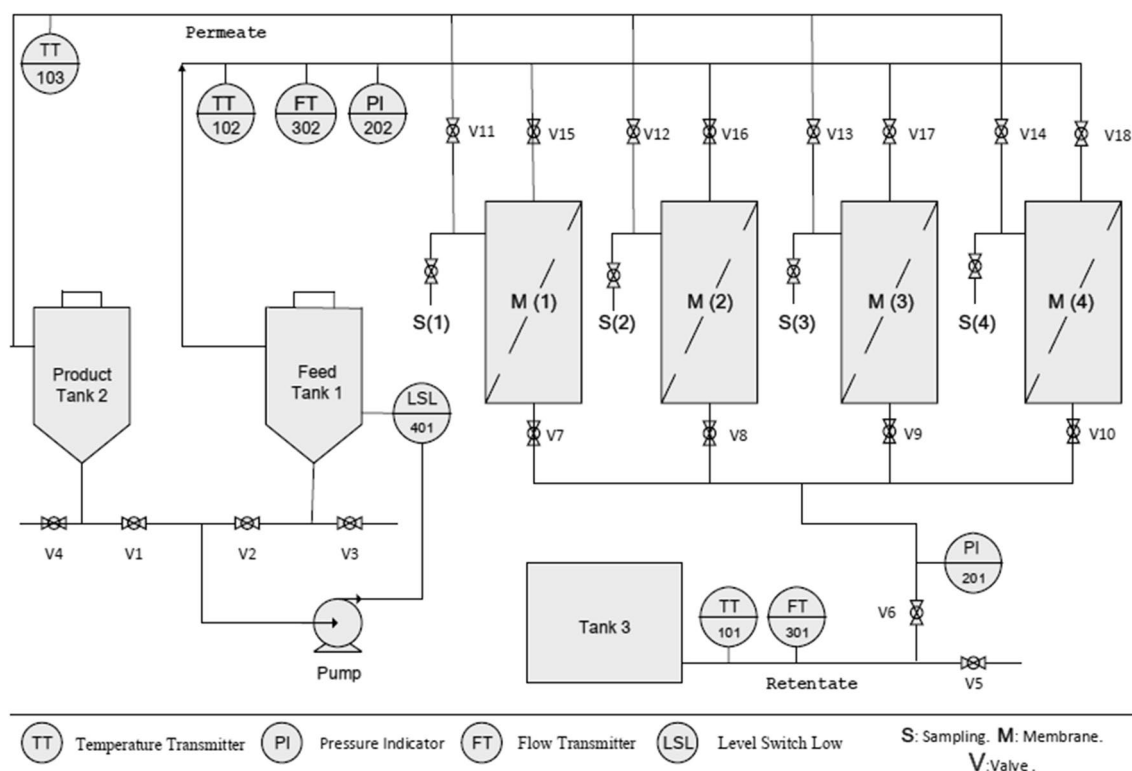 TT
103
Permeate
TT
102
FT
302
PI
202
V11
V15
V12
V16
V13
V17
V14
V18
M (1)
M (2)
M (3)
M (4)
S(1)
S(2)
S(3)
S(4)
Product
Tank 2
Feed
Tank 1
LSL
401
V7
V8
V9
V10
V4
V1
V2
V3
Pump
Tank 3
TT
101
FT
301
PI
201
V6
V5
Retentate
TT Temperature Transmitter PI Pressure Indicator FT Flow Transmitter LSL Level Switch Low S: Sampling. M: Membrane.
V:Valve .